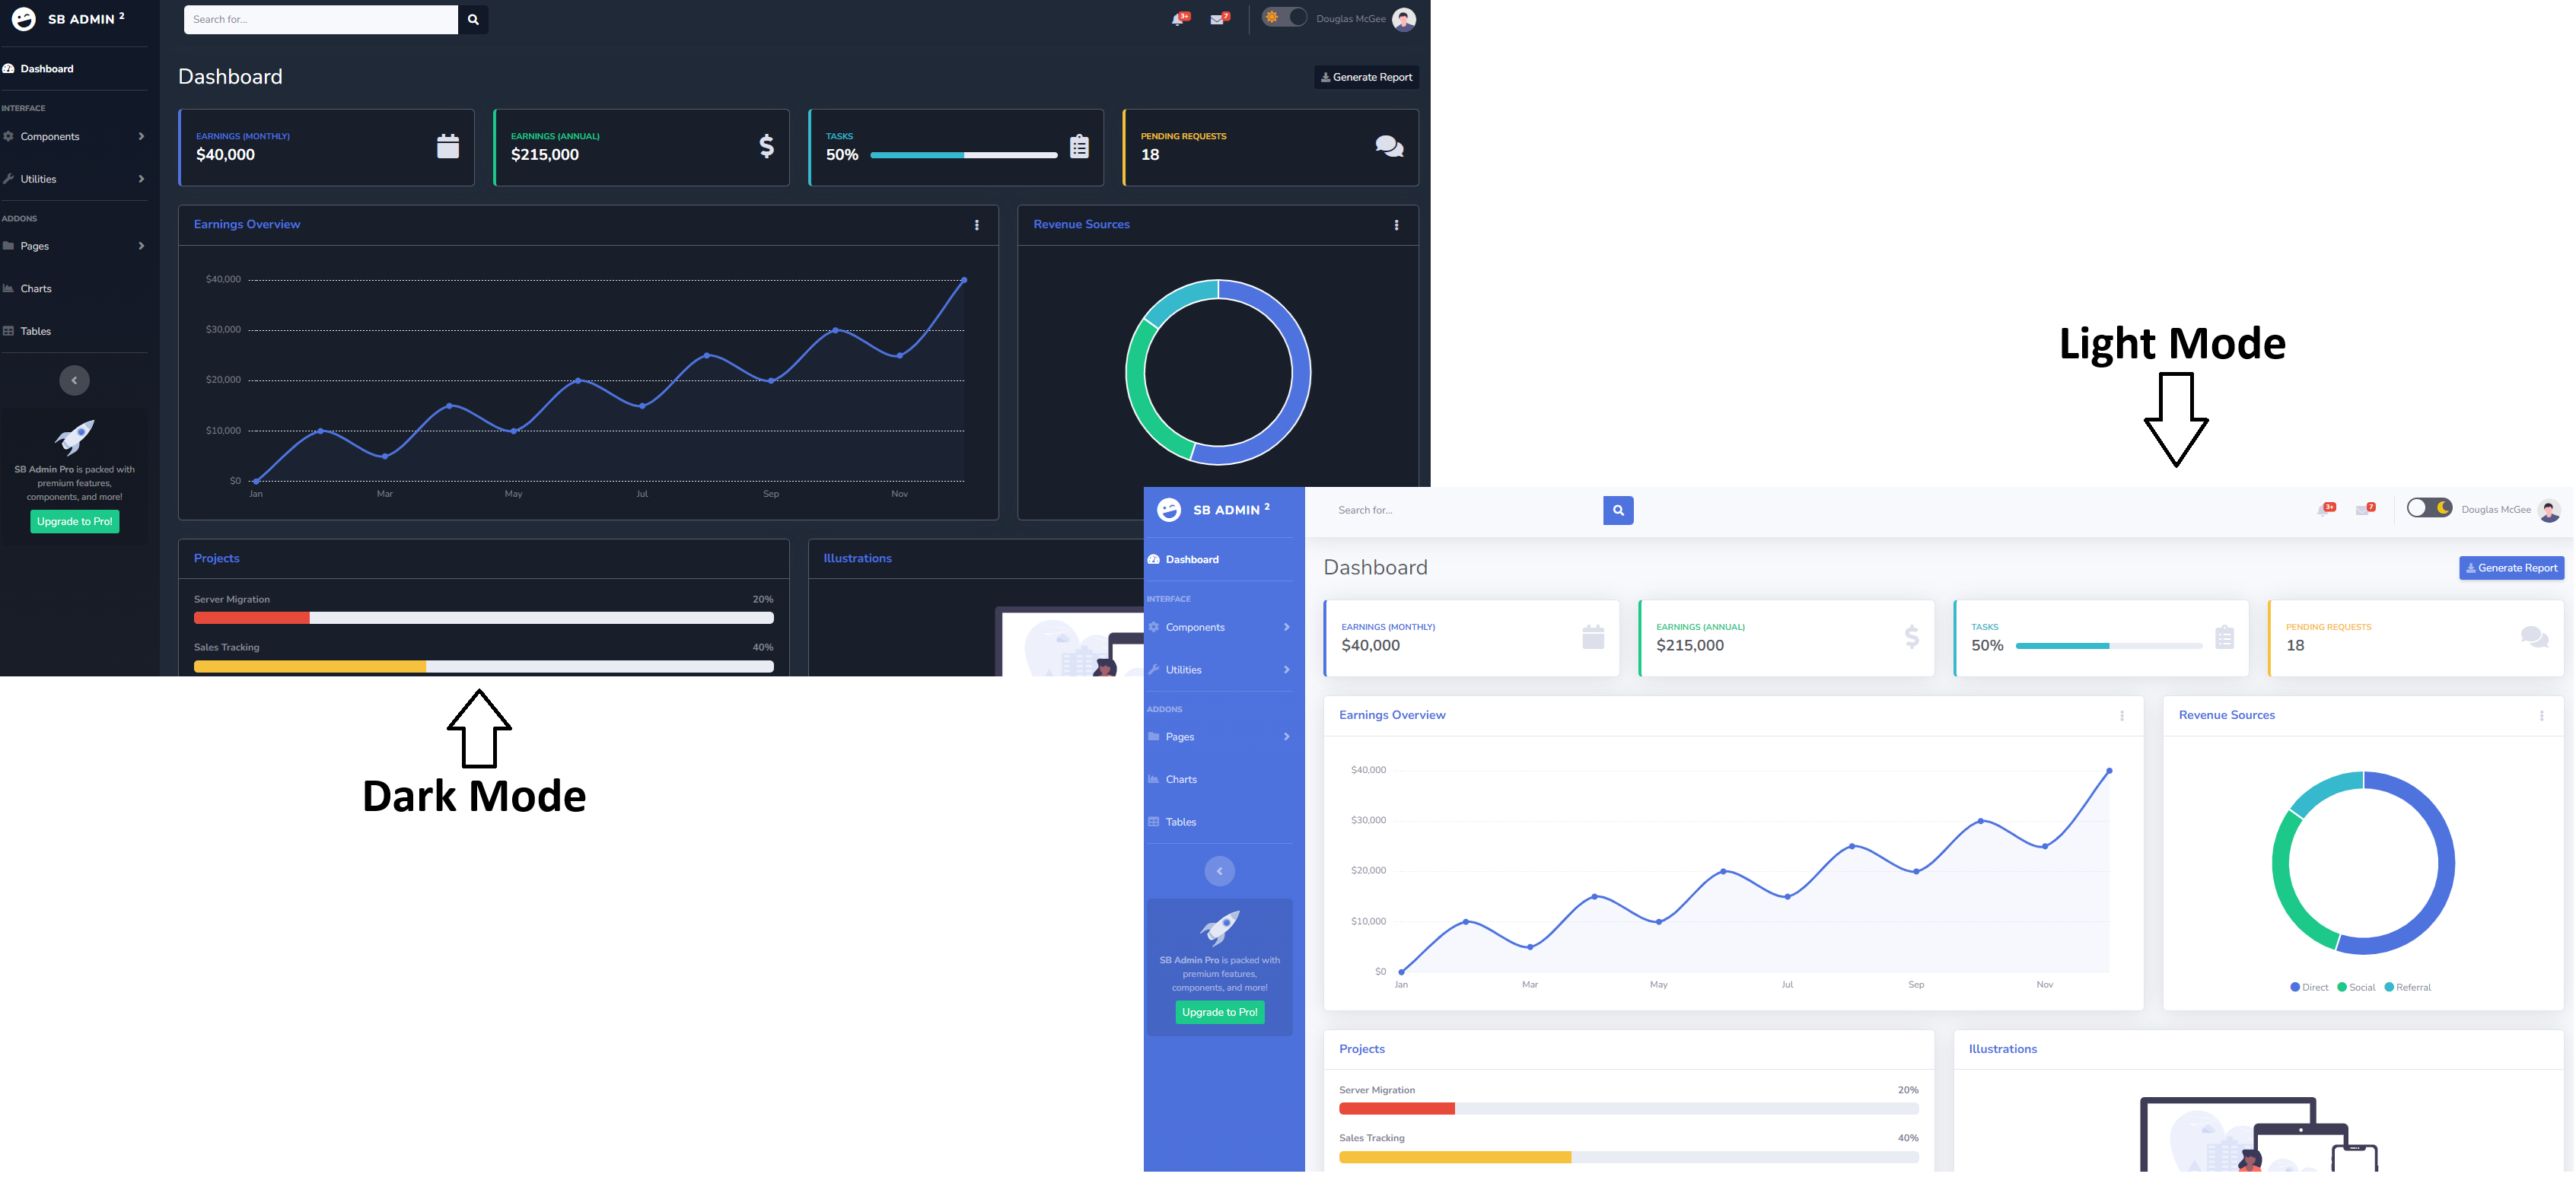 SB ADMIN 2
Search for...
3+
7
Douglas McGee
Dashboard
Dashboard
Generate Report
INTERFACE
Components
Utilities
ADDONS
Pages
Charts
Tables
SB Admin Pro is packed with
premium features,
components, and more!
Upgrade to Pro!
EARNINGS (MONTHLY)
$40,000
EARNINGS (ANNUAL)
$215,000
TASKS
50%
PENDING REQUESTS
18
Earnings Overview
$40,000
$30,000
$20,000
$10,000
$0
Jan Mar May Jul Sep Nov
Revenue Sources
Projects
Server Migration 20%
Sales Tracking 40%
Illustrations
Dark Mode
Light Mode
SB ADMIN 2
Search for...
3+
7
Douglas McGee
Dashboard
Dashboard
Generate Report
INTERFACE
Components
Utilities
ADDONS
Pages
Charts
Tables
SB Admin Pro is packed with
premium features,
components, and more!
Upgrade to Pro!
EARNINGS (MONTHLY)
$40,000
EARNINGS (ANNUAL)
$215,000
TASKS
50%
PENDING REQUESTS
18
Earnings Overview
$40,000
$30,000
$20,000
$10,000
$0
Jan Mar May Jul Sep Nov
Revenue Sources
Direct Social Referral
Projects
Server Migration 20%
Sales Tracking 40%
Illustrations